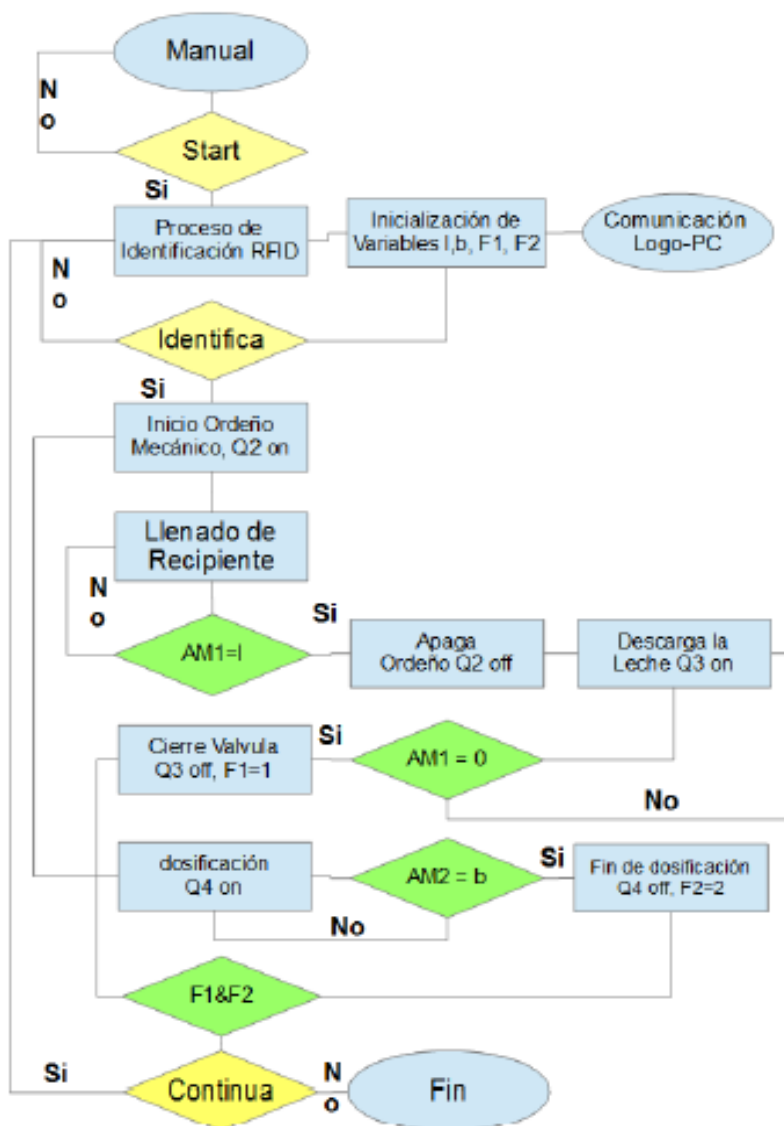 Manual
N
o
Start
Si
Proceso de
Identificación RFID
Inicialización de
Variables l,b, F1, F2
Comunicación
Logo-PC
N
o
Identifica
Si
Inicio Ordeño
Mecánico, Q2 on
Llenado de
Recipiente
N
o
AM1=l
Si
Apaga
Ordeño Q2 off
Descarga la
Leche Q3 on
Cierre Valvula
Q3 off, F1=1
Si
AM1 = 0
No
dosificación
Q4 on
AM2 = b
Si
Fin de dosificación
Q4 off, F2=2
No
F1&F2
Si
Continua
N
o
Fin